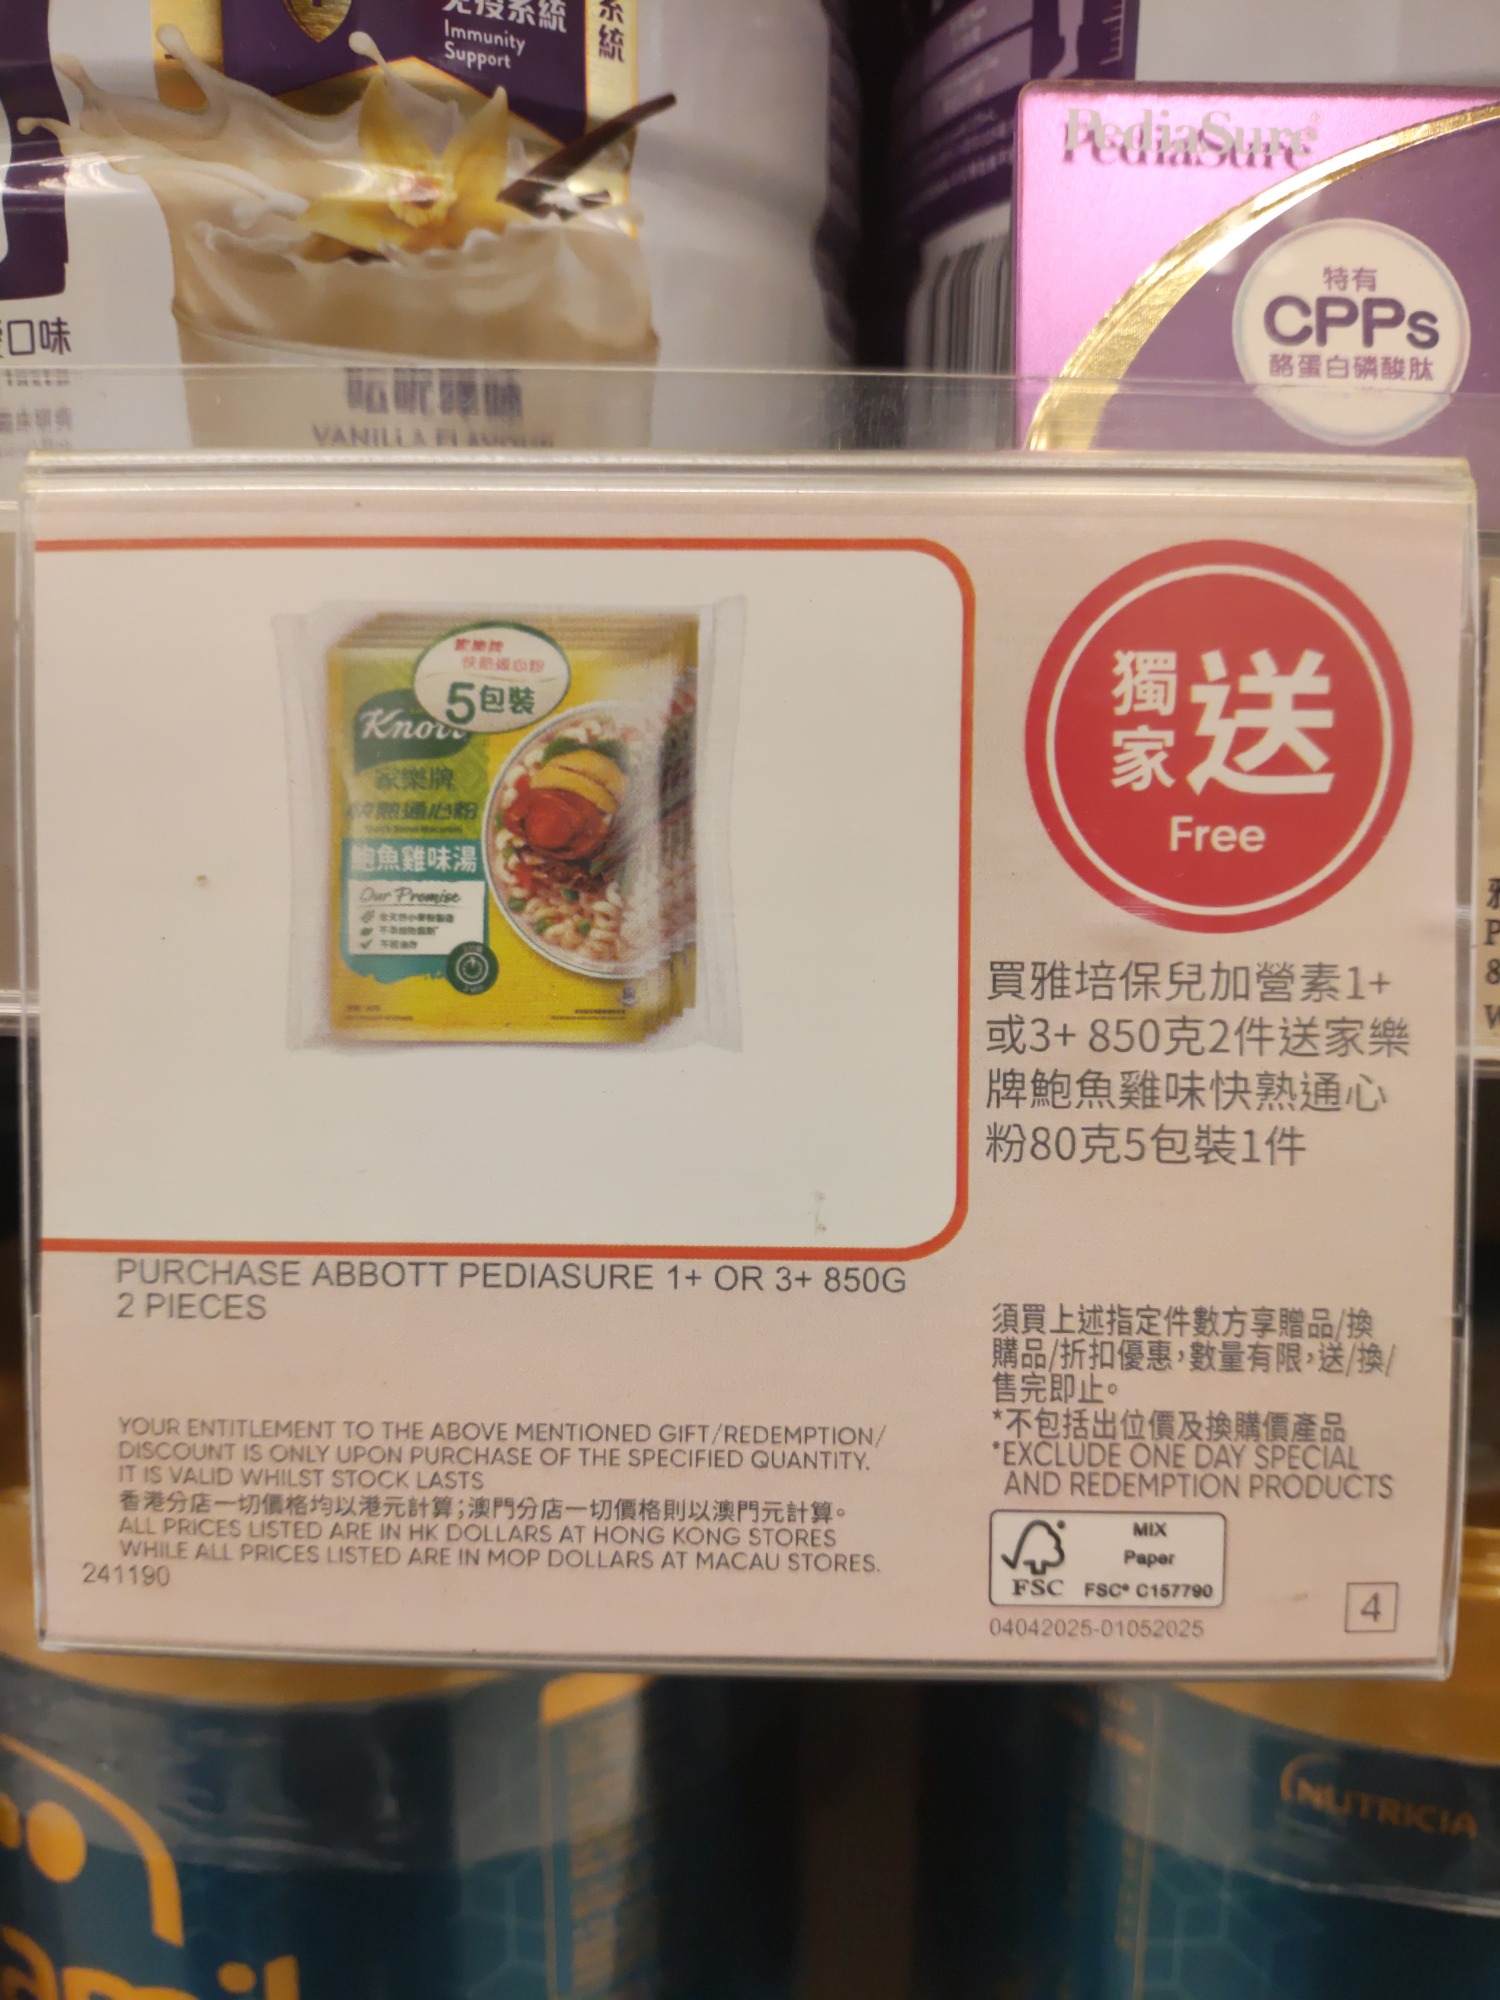 免疫系統
Immunity
Support
系統
口味
VANILLA FLAVOUR
PediaSure®
特有
CPPs
酪蛋白磷酸肽
家樂牌
快熟通心粉
5包裝
Knorr
家樂牌
快熟通心粉
鮑魚雞味湯
Our Promise
獨家送
Free
買雅培保兒加營素1+
或3+ 850克2件送家樂
牌鮑魚雞味快熟通心
粉80克5包裝1件
PURCHASE ABBOTT PEDIASURE 1+ OR 3+ 850G
2 PIECES
須買上述指定件數方享贈品/換
購品/折扣優惠，數量有限，送/換/
售完即止。
*不包括出位價及換購價產品
*EXCLUDE ONE DAY SPECIAL
AND REDEMPTION PRODUCTS
YOUR ENTITLEMENT TO THE ABOVE MENTIONED GIFT/REDEMPTION/
DISCOUNT IS ONLY UPON PURCHASE OF THE SPECIFIED QUANTITY.
IT IS VALID WHILST STOCK LASTS
香港分店一切價格均以港元計算；澳門分店一切價格則以澳門元計算。
ALL PRICES LISTED ARE IN HK DOLLARS AT HONG KONG STORES
WHILE ALL PRICES LISTED ARE IN MOP DOLLARS AT MACAU STORES.
241190
MIX
Paper
FSC
FSC® C157790
04042025-01052025
4
NUTRICIA